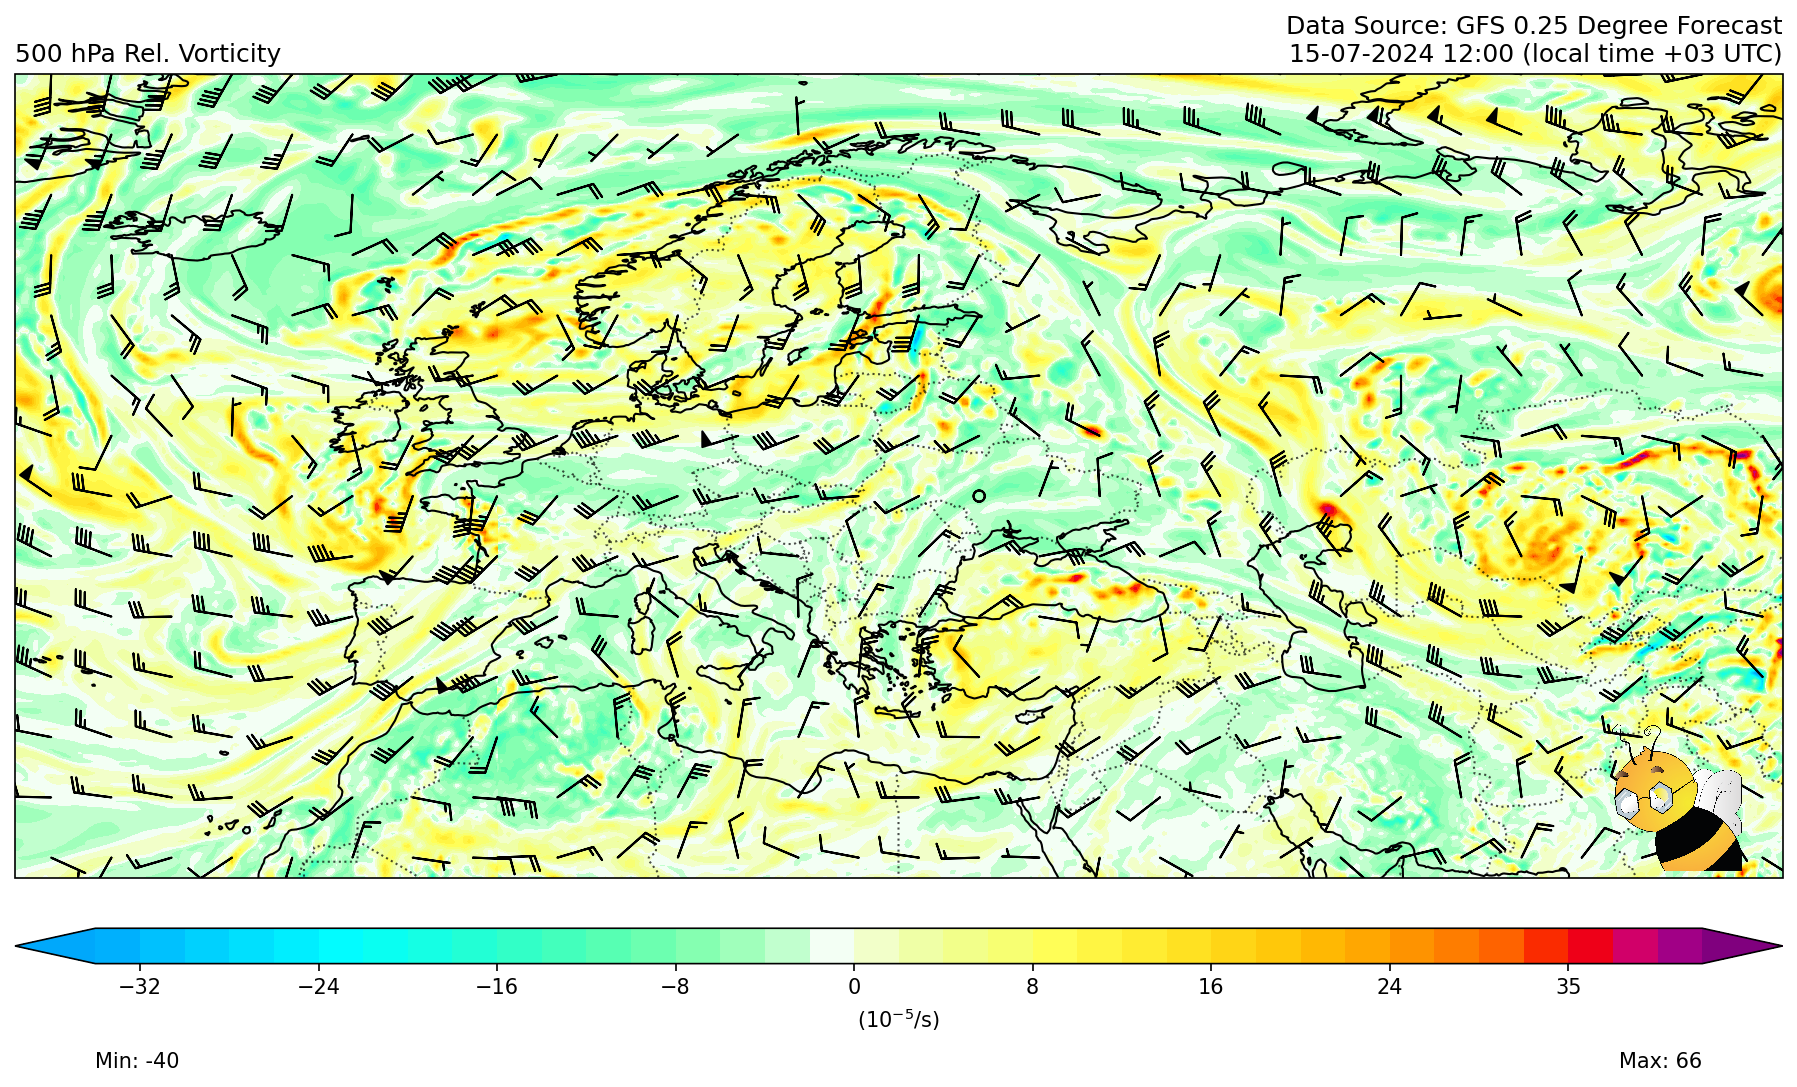 Data Source: GFS 0.25 Degree Forecast
500 hPa Rel. Vorticity
15-07-2024 12:00 (local time +03 UTC)
−32 −24 −16 −8 0 8 16 24 35
(10⁻⁵/s)
Min: -40
Max: 66